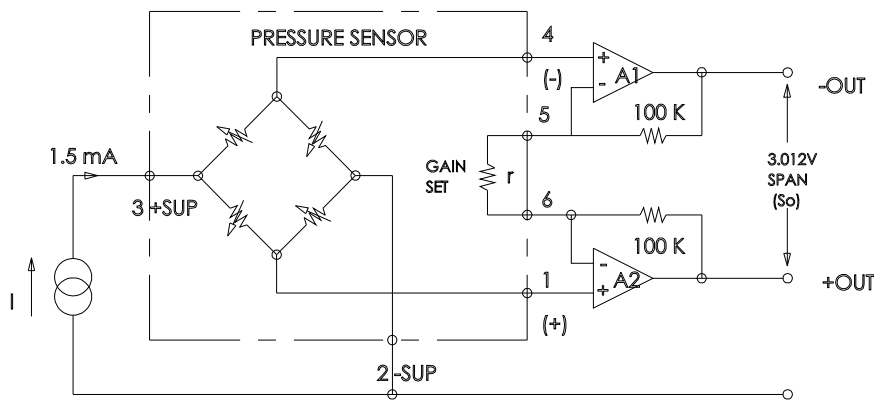 PRESSURE SENSOR
4
(-)
+
A1
-
-OUT
5
100 K
1.5 mA
GAIN
SET
r
3.012V
SPAN
(So)
3 +SUP
6
100 K
-
A2
+
1
(+)
+OUT
I
2 -SUP